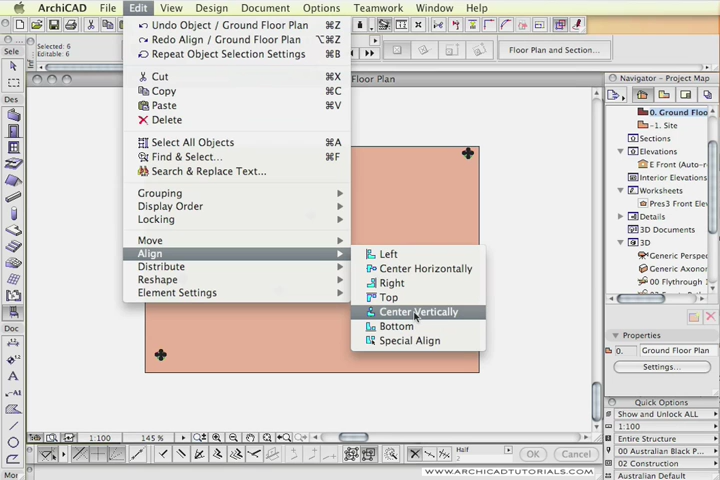 ArchiCAD File Edit View Design Document Options Teamwork Window Help
Undo Object / Ground Floor Plan ⌘Z
Redo Align / Ground Floor Plan ⌥⌘Z
Repeat Object Selection Settings ⌘B
Cut ⌘X
Copy ⌘C
Paste ⌘V
Delete
Select All Objects ⌘A
Find & Select... ⌘F
Search & Replace Text...
Grouping
Display Order
Locking
Move
Align
Distribute
Reshape
Element Settings
Left
Center Horizontally
Right
Top
Center Vertically
Bottom
Special Align
Sele
Des
Doc
Mor
Selected: 6
Editable: 6
Floor Plan and Section...
Floor Plan
Navigator - Project Map
0. Ground Floo
-1. Site
Sections
Elevations
E Front (Auto-r
Interior Elevations
Worksheets
Pres3 Front Elev
Details
3D Documents
3D
Generic Perspe
Generic Axonor
00 Flythrough
Properties
0. Ground Floor Plan
Settings...
Quick Options
Show and Unlock ALL
1:100
Entire Structure
00 Australian Black P
02 Construction
Australian Default
1:100 145 %
Half
2
OK Cancel
WWW.ARCHICADTUTORIALS.COM